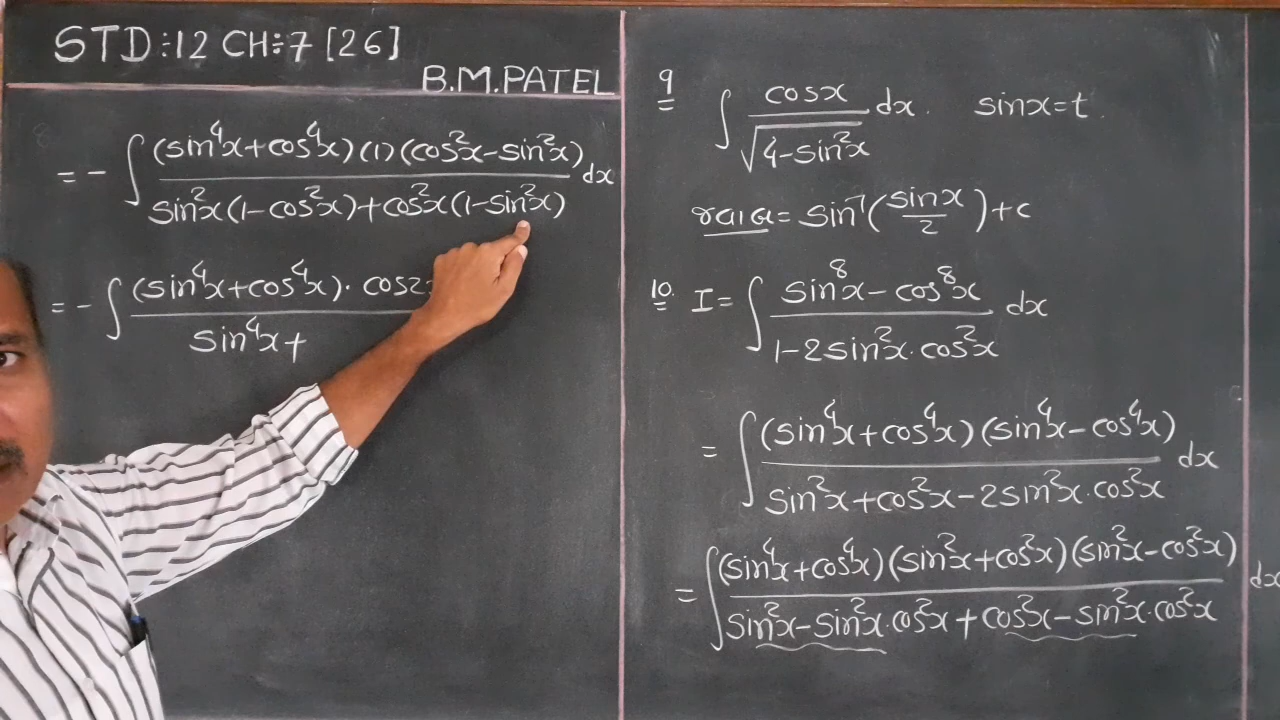 STD:12 CH:7 [26]
B.M.PATEL
= - ∫ (sin⁴x+cos⁴x)(1)(cos²x-sin²x) / sin²x(1-cos²x)+cos²x(1-sin²x) dx
= - ∫ (sin⁴x+cos⁴x)· cos2 / sin⁴x+
9 ∫ cosx / √4-sin²x dx. sinx=t.
= sin⁻¹(sinx/2)+c
10. I = ∫ sin⁸x-cos⁸x / 1-2sin²x·cos²x dx
= ∫ (sin⁴x+cos⁴x)(sin⁴x-cos⁴x) / sin²x+cos²x-2sin²x·cos²x dx
= ∫ (sin⁴x+cos⁴x)(sin²x+cos²x)(sin²x-cos²x) / sin²x-sin²x·cos²x+cos²x-sin²x·cos²x dx